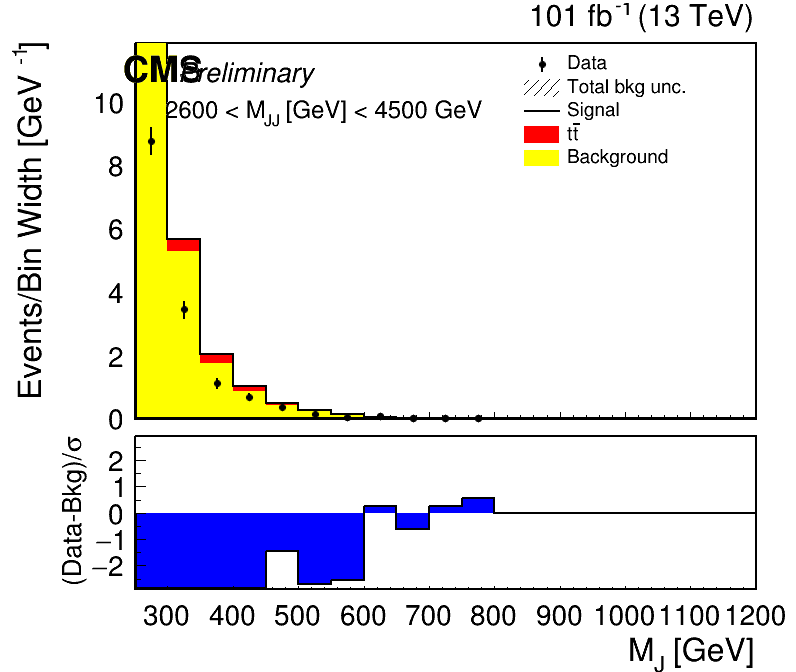 101 fb⁻¹ (13 TeV)
CMS Preliminary
2600 < M_JJ [GeV] < 4500 GeV
Data
Total bkg unc.
Signal
tt̄
Background
Events/Bin Width [GeV⁻¹]
10
8
6
4
2
0
(Data-Bkg)/σ
2
1
0
−1
−2
300 400 500 600 700 800 900 1000 1100 1200
M_J [GeV]